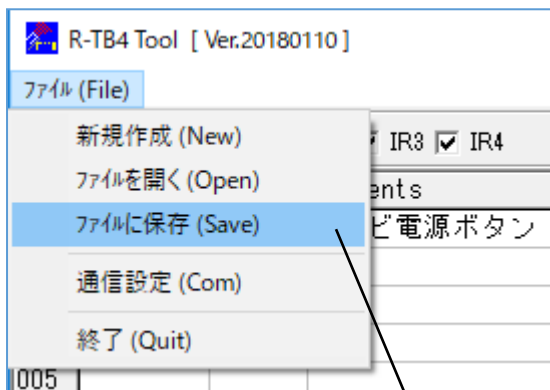 R-TB4 Tool [ Ver.20180110 ]
ﾌｧｲﾙ (File)
新規作成 (New)
IR3 IR4
ﾌｧｲﾙを開く (Open)
ents
ﾌｧｲﾙに保存 (Save)
ビ電源ボタン
通信設定 (Com)
終了 (Quit)
005